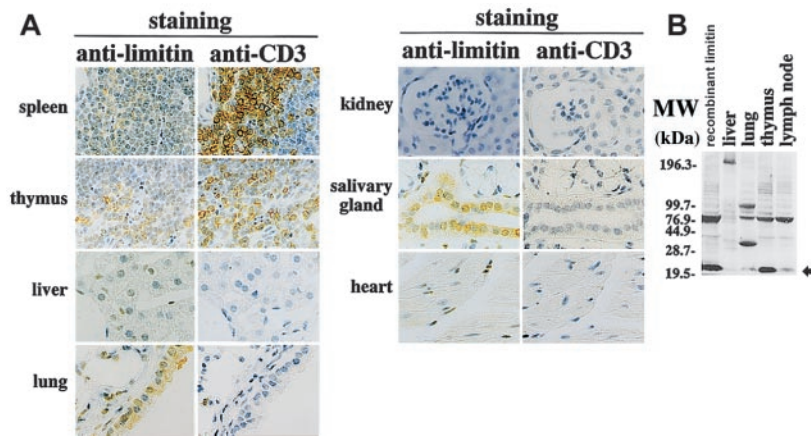 A
staining
anti-limitin anti-CD3
spleen
thymus
liver
lung
staining
anti-limitin anti-CD3
kidney
salivary
gland
heart
B
MW
(kDa)
recombinant limitin
liver
lung
thymus
lymph node
196.3-
99.7-
76.9-
44.9-
28.7-
19.5-